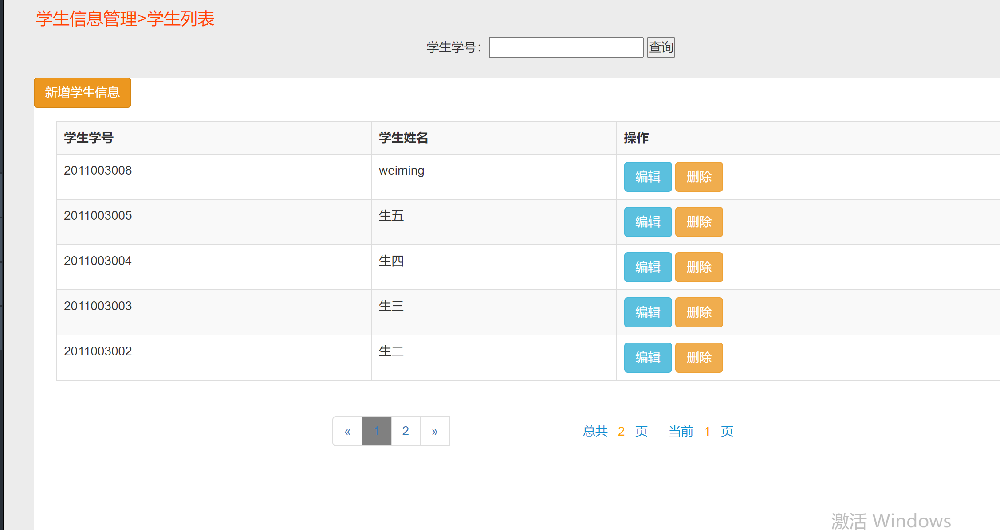 学生信息管理>学生列表
学生学号： 查询
新增学生信息
学生学号 学生姓名 操作
2011003008 weiming 编辑 删除
2011003005 生五 编辑 删除
2011003004 生四 编辑 删除
2011003003 生三 编辑 删除
2011003002 生二 编辑 删除
« 1 2 » 总共 2 页 当前 1 页
激活 Windows